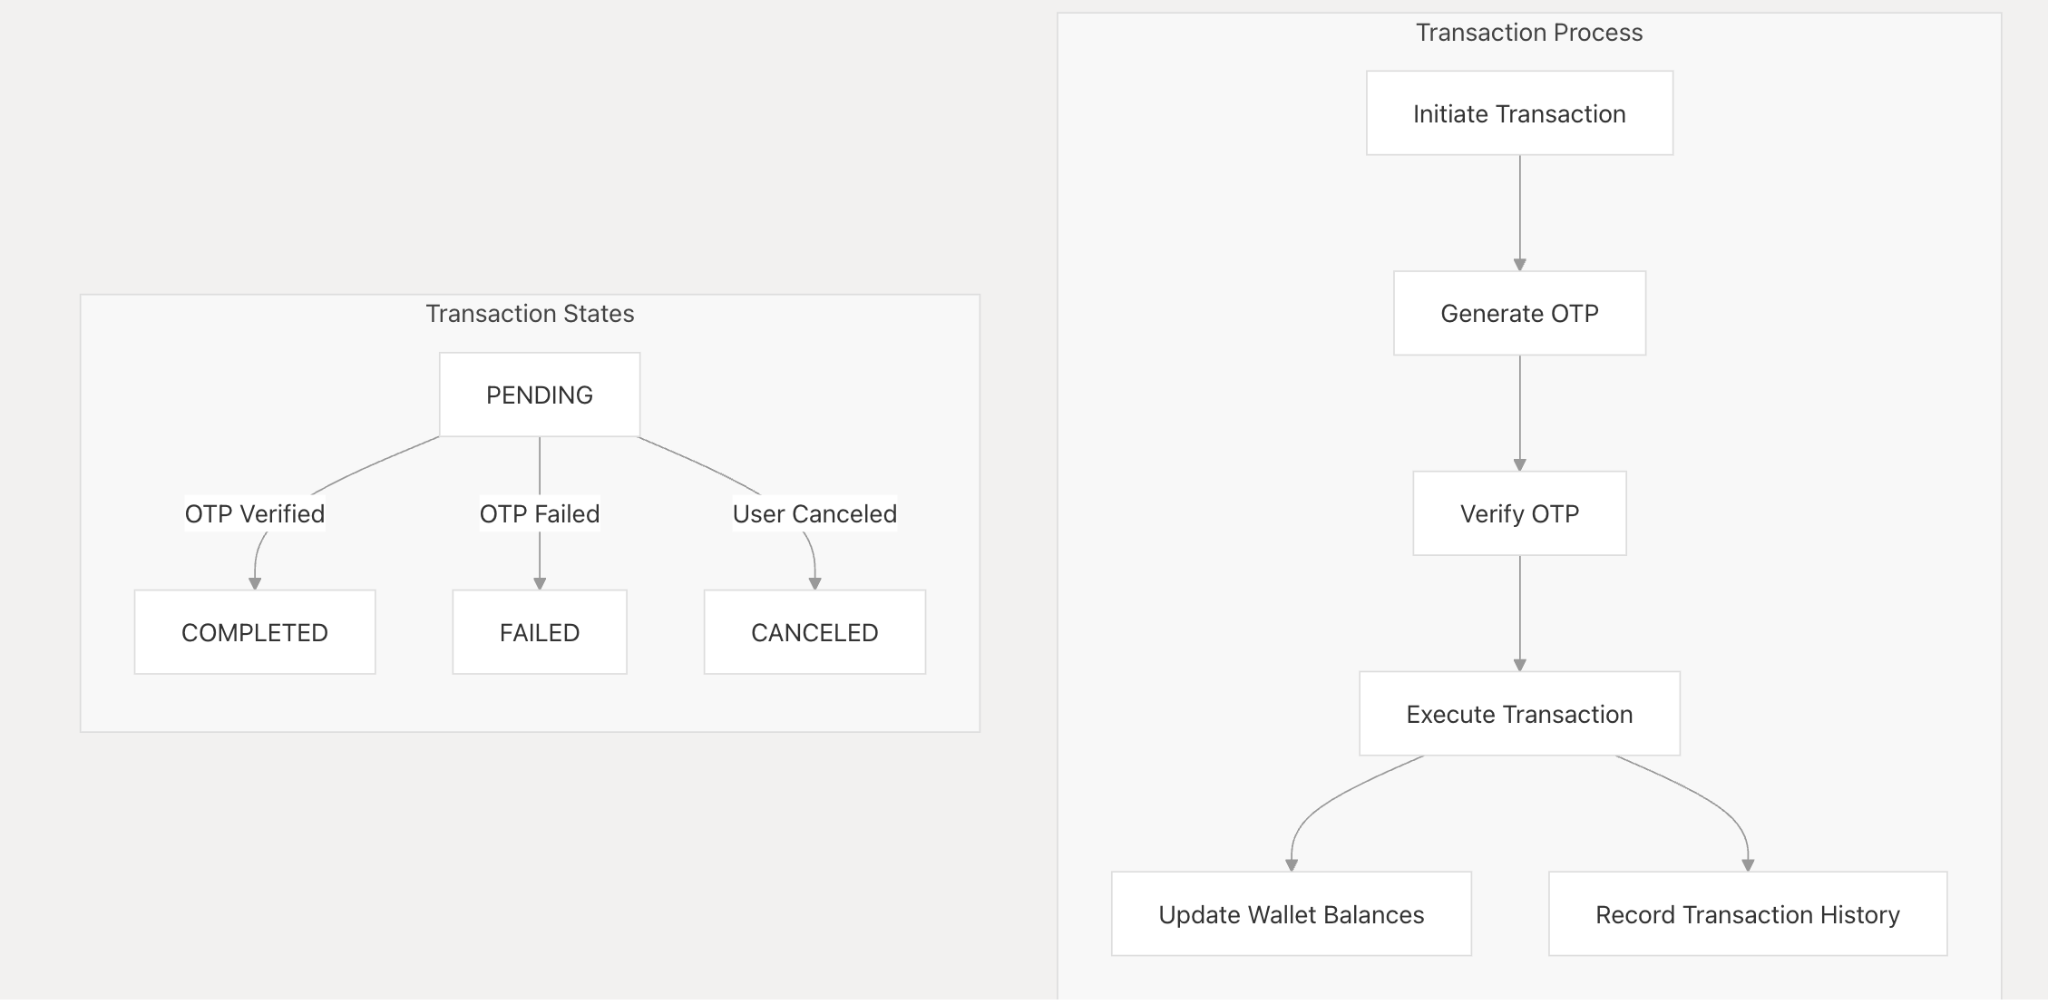 Transaction States
PENDING
OTP Verified
OTP Failed
User Canceled
COMPLETED
FAILED
CANCELED
Transaction Process
Initiate Transaction
Generate OTP
Verify OTP
Execute Transaction
Update Wallet Balances
Record Transaction History